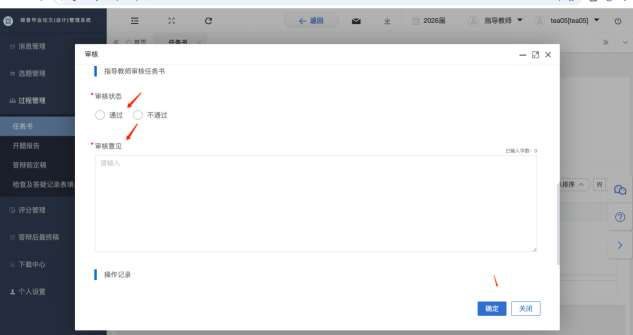 维普毕业论文(设计)管理系统
返回
2026届
指导教师
tea05[tea05]
消息管理
首页
任务书
选题管理
过程管理
任务书
开题报告
答辩前定稿
检查及答疑记录表填
评分管理
答辩后最终稿
下载中心
个人设置
审核
指导教师审核任务书
*审核状态
通过
不通过
*审核意见
已输入字数: 0
请输入
操作记录
确定
关闭
排序